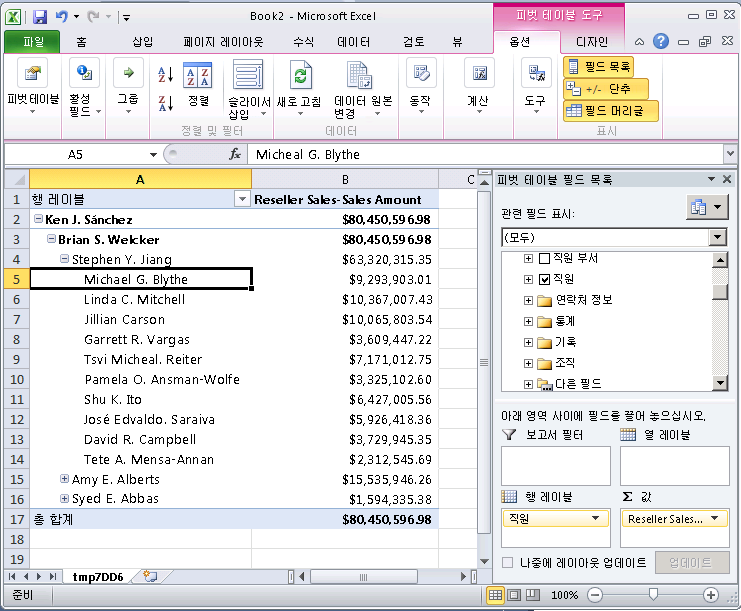 Book2 - Microsoft Excel
피벗 테이블 도구
파일 홈 삽입 페이지 레이아웃 수식 데이터 검토 뷰 옵션 디자인
피벗테이블
활성 필드
그룹
정렬
슬라이서 삽입
새로 고침
데이터 원본 변경
동작
계산
도구
필드 목록
+/- 단추
필드 머리글
정렬 및 필터
데이터
표시
A5
fx
Micheal G. Blythe
A B C
1 행 레이블 Reseller Sales-Sales Amount
2 Ken J. Sánchez $80,450,596.98
3 Brian S. Welcker $80,450,596.98
4 Stephen Y. Jiang $63,320,315.35
5 Michael G. Blythe $9,293,903.01
6 Linda C. Mitchell $10,367,007.43
7 Jillian Carson $10,065,803.54
8 Garrett R. Vargas $3,609,447.22
9 Tsvi Micheal. Reiter $7,171,012.75
10 Pamela O. Ansman-Wolfe $3,325,102.60
11 Shu K. Ito $6,427,005.56
12 José Edvaldo. Saraiva $5,926,418.36
13 David R. Campbell $3,729,945.35
14 Tete A. Mensa-Annan $2,312,545.69
15 Amy E. Alberts $15,535,946.26
16 Syed E. Abbas $1,594,335.38
17 총 합계 $80,450,596.98
18
19
tmp7DD6
준비
100%
피벗 테이블 필드 목록
관련 필드 표시:
(모두)
직원 부서
직원
연락처 정보
통계
기록
조직
다른 필드
아래 영역 사이에 필드를 끌어 놓으십시오.
보고서 필터
열 레이블
행 레이블
Σ 값
직원
Reseller Sales...
나중에 레이아웃 업데이트
업데이트